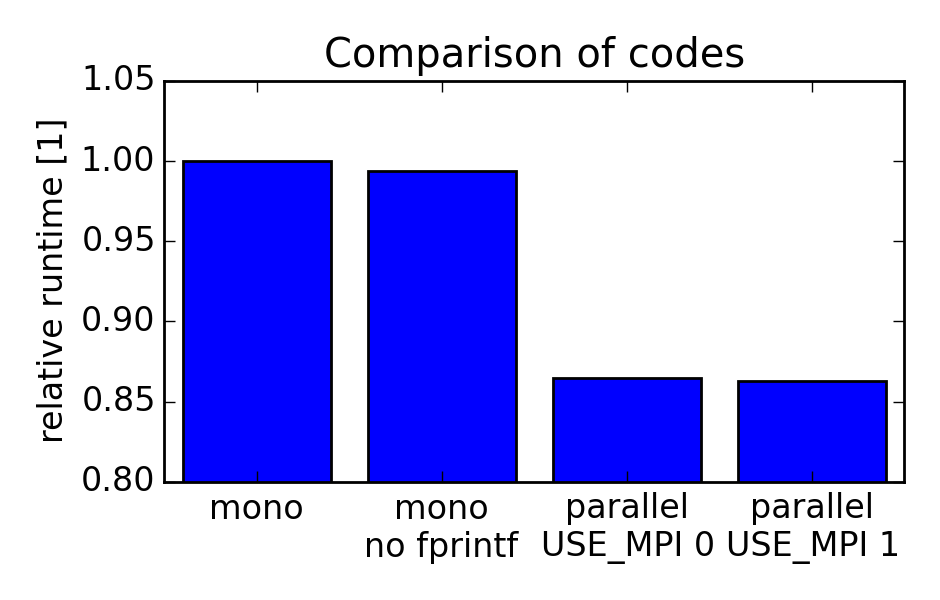 Comparison of codes
relative runtime [1]
1.05
1.00
0.95
0.90
0.85
0.80
mono
mono
no fprintf
parallel
USE_MPI 0
parallel
USE_MPI 1